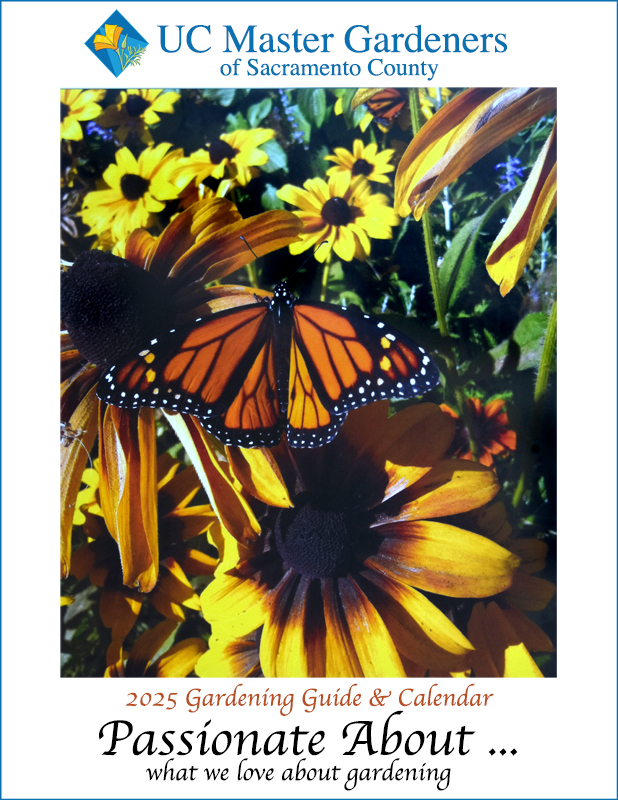 UC Master Gardeners
of Sacramento County
2025 Gardening Guide & Calendar
Passionate About ...
what we love about gardening